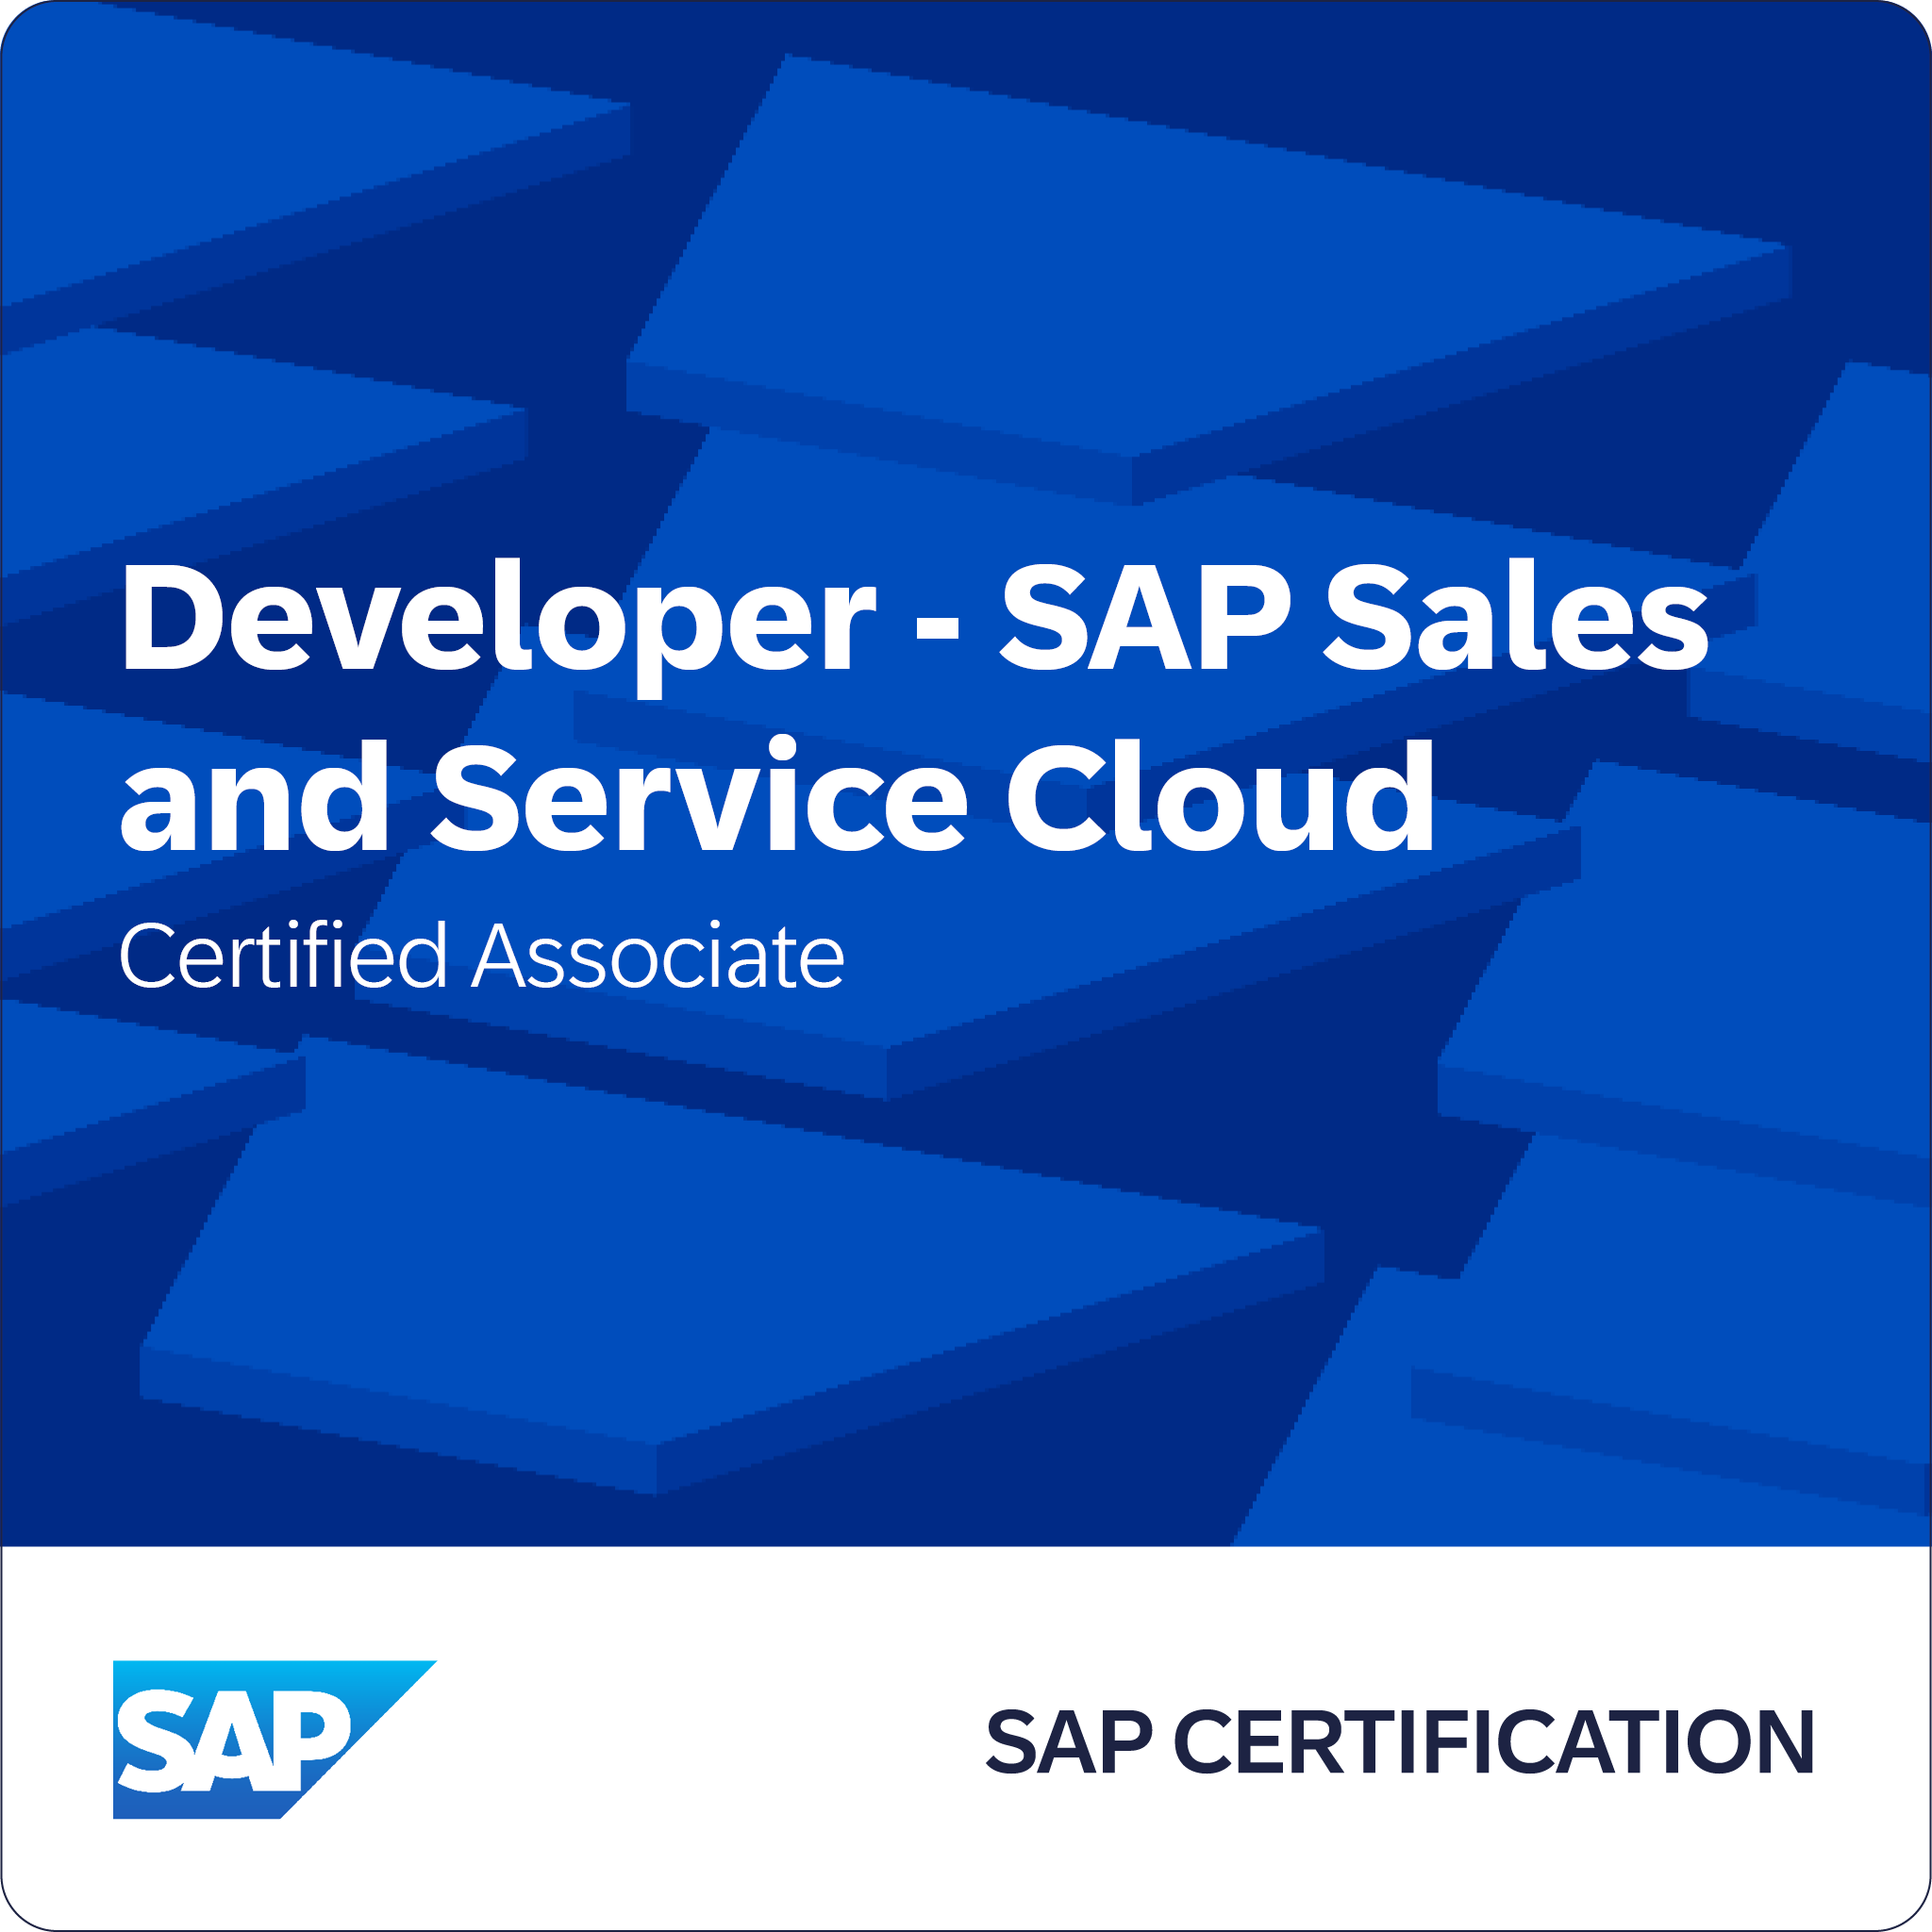 Developer - SAP Sales
and Service Cloud
Certified Associate
SAP
SAP CERTIFICATION